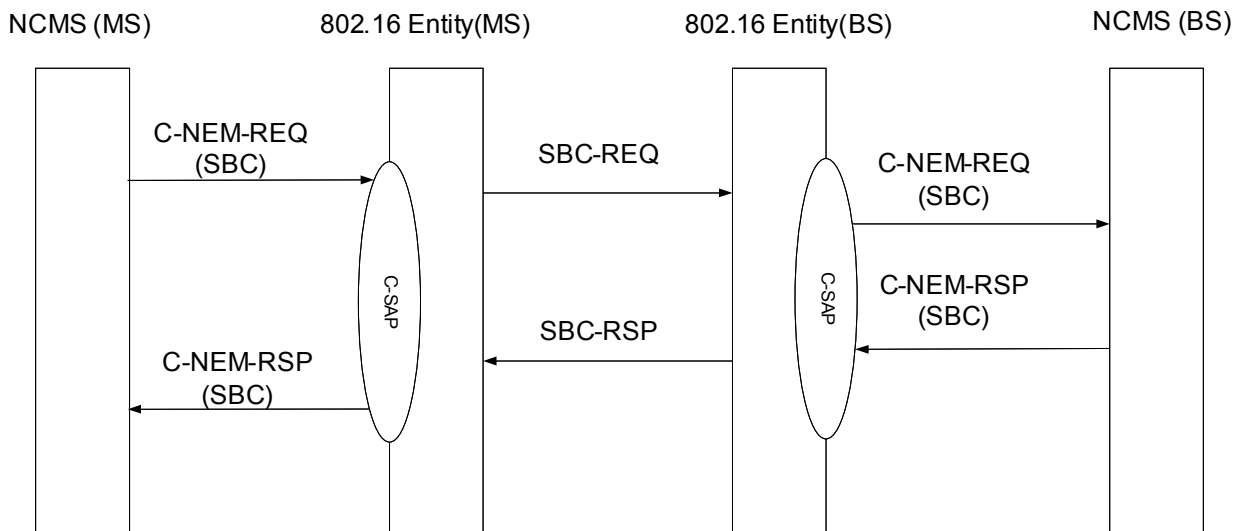 NCMS (MS)
802.16 Entity(MS)
802.16 Entity(BS)
NCMS (BS)
C-NEM-REQ
(SBC)
SBC-REQ
C-NEM-REQ
(SBC)
C-SAP
C-SAP
C-NEM-RSP
(SBC)
SBC-RSP
C-NEM-RSP
(SBC)